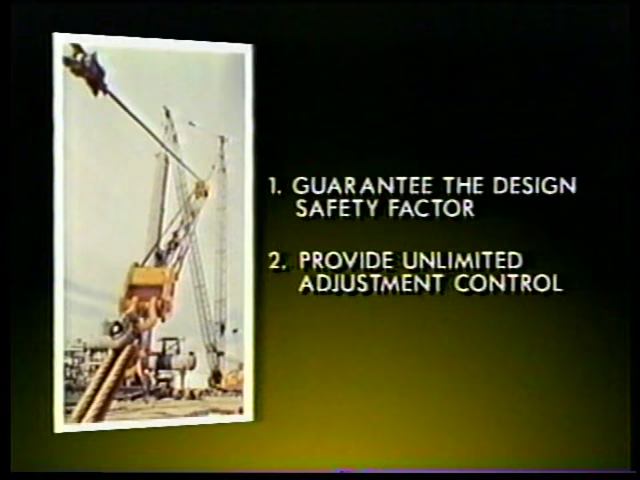 1. GUARANTEE THE DESIGN
SAFETY FACTOR
2. PROVIDE UNLIMITED
ADJUSTMENT CONTROL